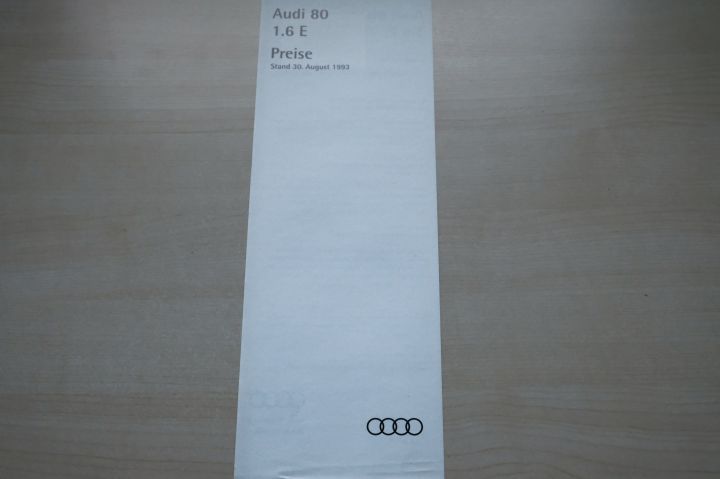 Audi 80
1.6 E
Preise
Stand 30. August 1993